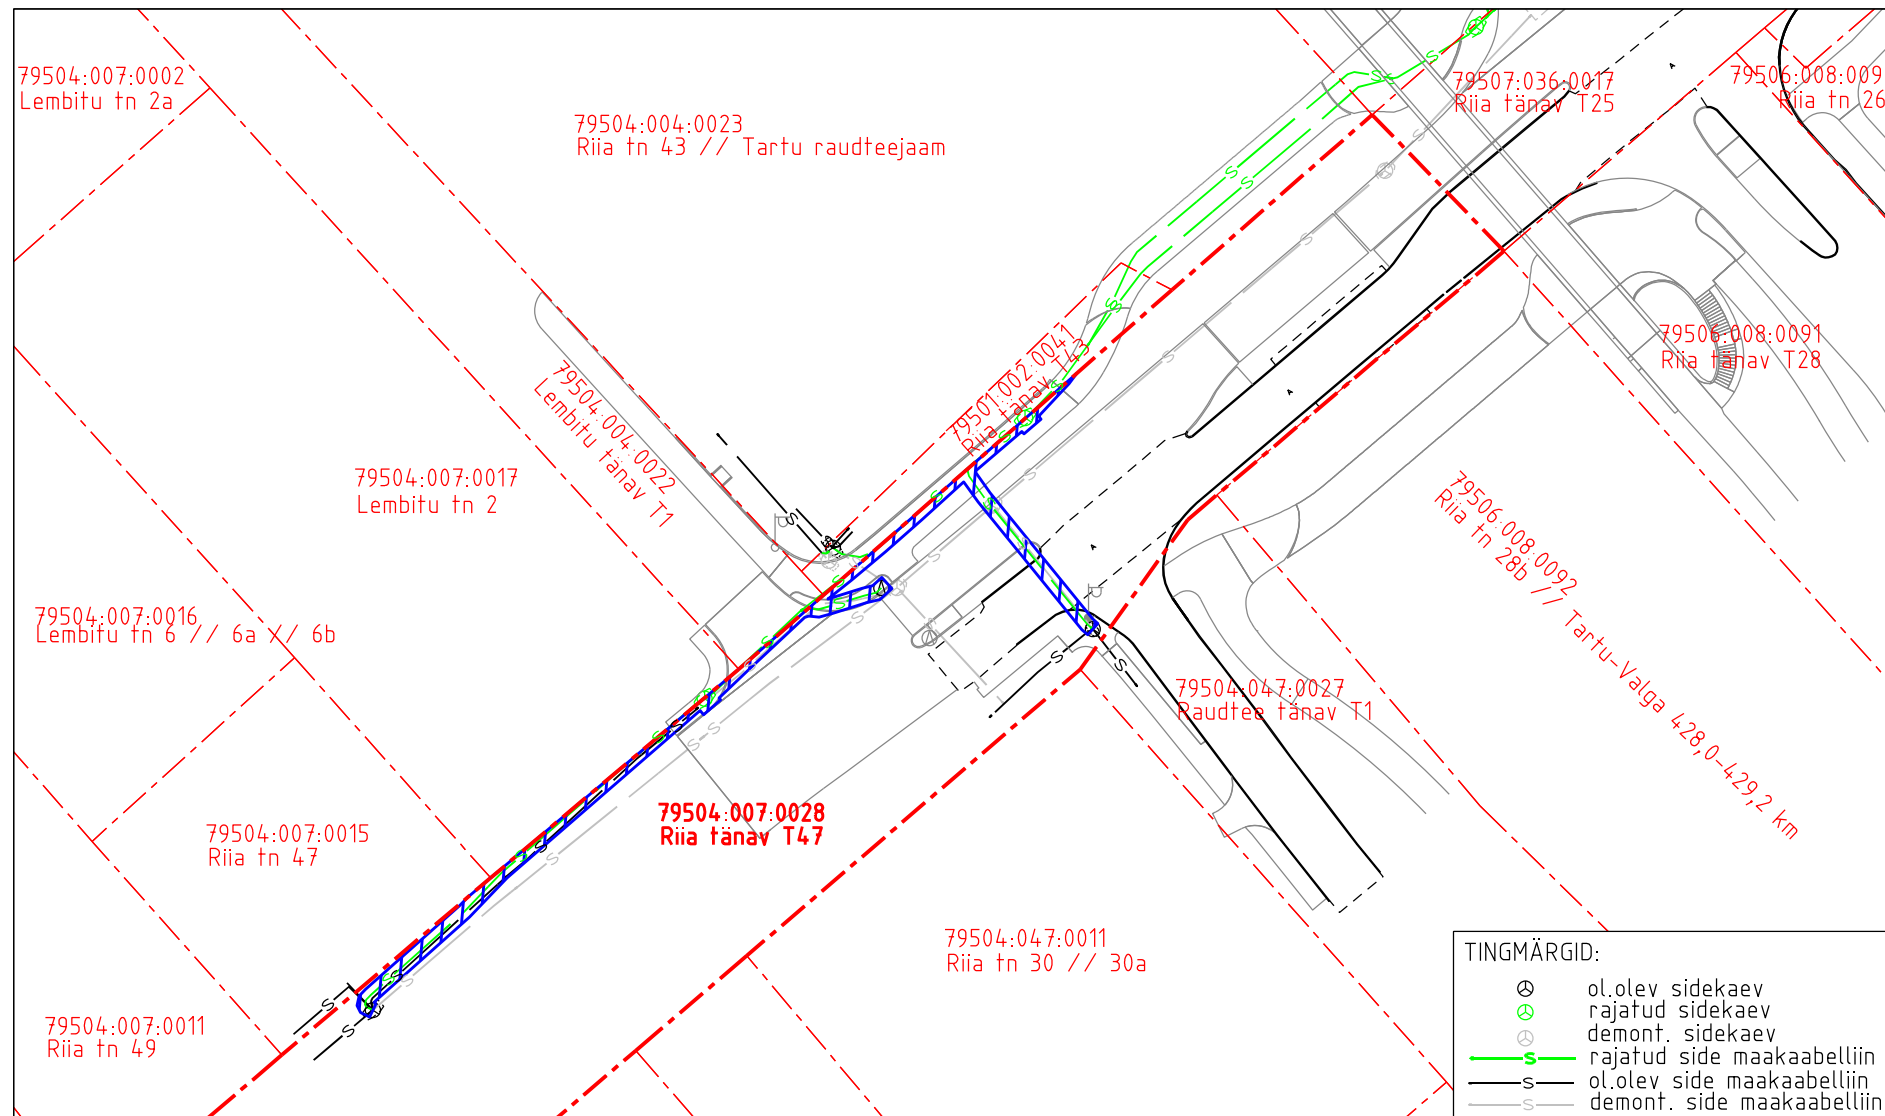 79504:007:0002
Lembitu tn 2a
79504:004:0023
Riia tn 43 // Tartu raudteejaam
79507:036:0017
Riia tänav T25
79506:008:009
Riia tn 26
79506:008:0091
Riia tänav T28
79501:002:0041
Riia tänav T43
79504:004:0022
Lembitu tänav T1
79504:007:0017
Lembitu tn 2
79506:008:0092
Riia tn 28b // Tartu-Valga 428,0-429,2 km
79504:007:0016
Lembitu tn 6 // 6a // 6b
79504:047:0027
Raudtee tänav T1
79504:007:0028
Riia tänav T47
79504:007:0015
Riia tn 47
79504:047:0011
Riia tn 30 // 30a
79504:007:0011
Riia tn 49
TINGMÄRGID:
ol.olev sidekaev
rajatud sidekaev
demont. sidekaev
S rajatud side maakaabelliin
S ol.olev side maakaabelliin
S demont. side maakaabelliin